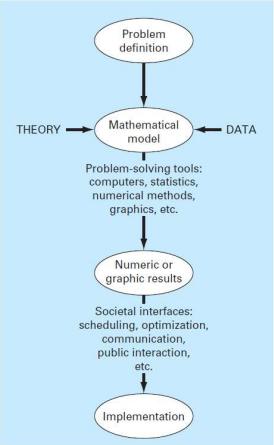 Problem
definition
THEORY
Mathematical
model
DATA
Problem-solving tools:
computers, statistics,
numerical methods,
graphics, etc.
Numeric or
graphic results
Societal interfaces:
scheduling, optimization,
communication,
public interaction,
etc.
Implementation